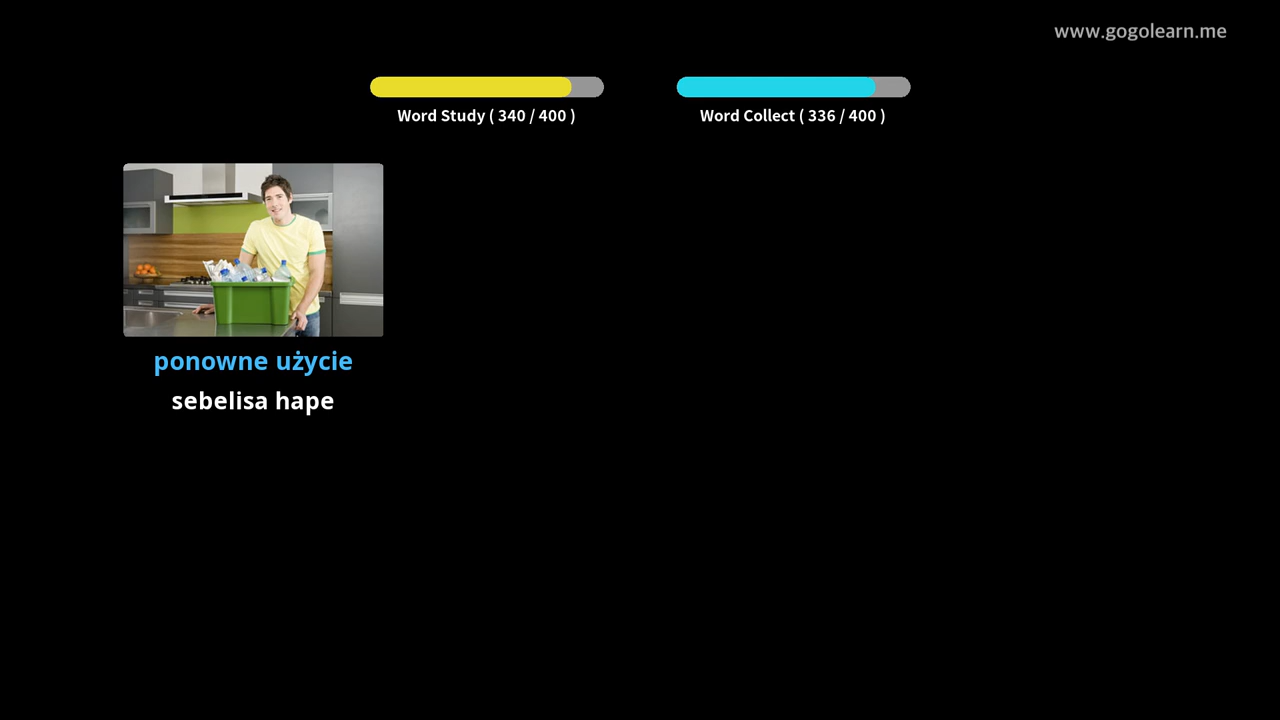 www.gogolearn.me
Word Study ( 340 / 400 )
Word Collect ( 336 / 400 )
ponowne użycie
sebelisa hape